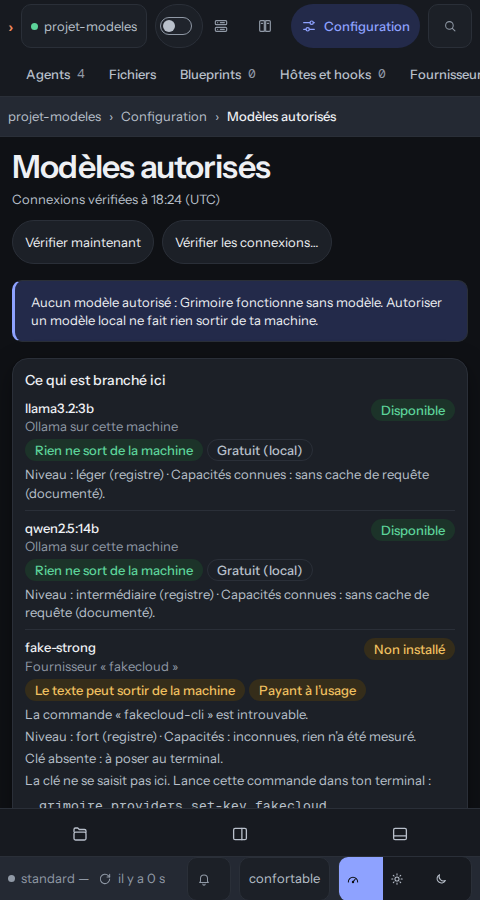 projet-modeles
Configuration
Agents 4 Fichiers Blueprints 0 Hôtes et hooks 0 Fournisseur
projet-modeles › Configuration › Modèles autorisés
Modèles autorisés
Connexions vérifiées à 18:24 (UTC)
Vérifier maintenant Vérifier les connexions…
Aucun modèle autorisé : Grimoire fonctionne sans modèle. Autoriser
un modèle local ne fait rien sortir de ta machine.
Ce qui est branché ici
llama3.2:3b
Disponible
Ollama sur cette machine
Rien ne sort de la machine Gratuit (local)
Niveau : léger (registre) · Capacités connues : sans cache de requête
(documenté).
qwen2.5:14b
Disponible
Ollama sur cette machine
Rien ne sort de la machine Gratuit (local)
Niveau : intermédiaire (registre) · Capacités connues : sans cache de
requête (documenté).
fake-strong
Non installé
Fournisseur « fakecloud »
Le texte peut sortir de la machine Payant à l’usage
La commande « fakecloud-cli » est introuvable.
Niveau : fort (registre) · Capacités : inconnues, rien n’a été mesuré.
Clé absente : à poser au terminal.
La clé ne se saisit pas ici. Lance cette commande dans ton terminal :
grimoire providers set-key fakecloud
standard — il y a 0 s confortable